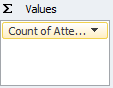 Σ Values
Count of Atte...